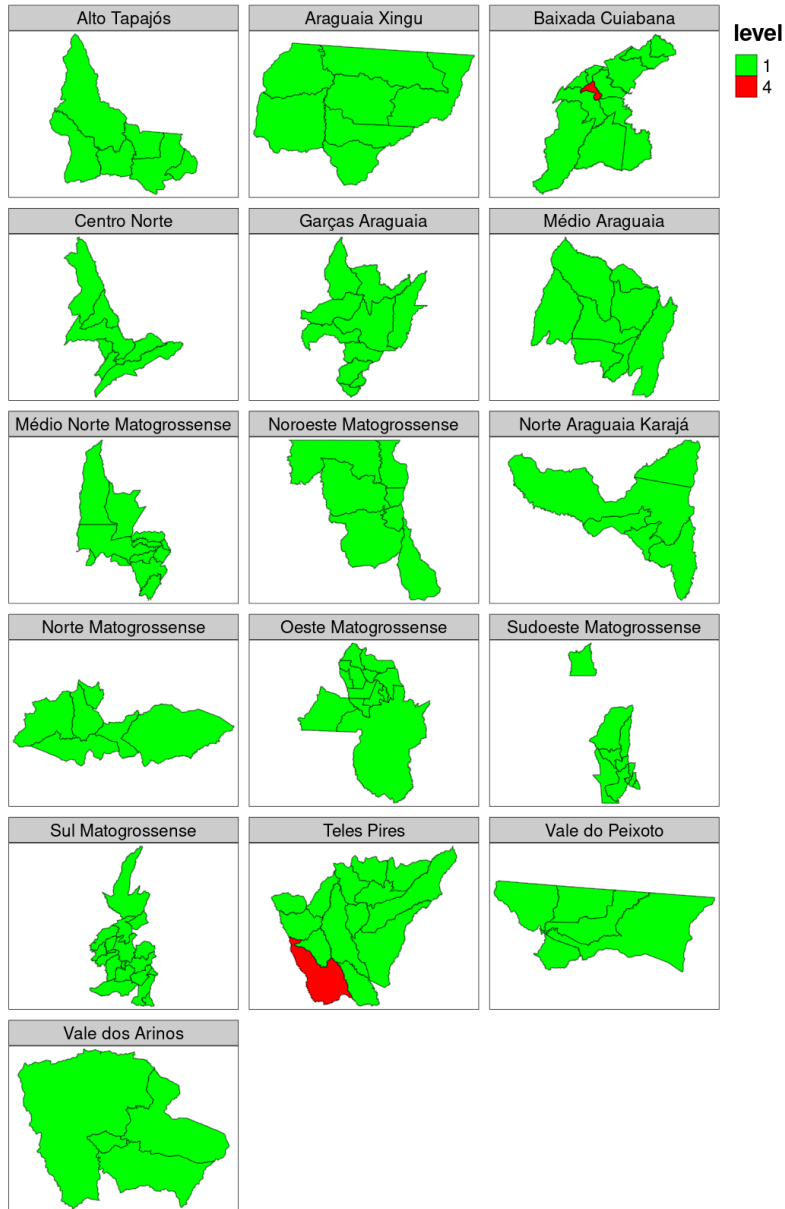 Alto Tapajós
Araguaia Xingu
Baixada Cuiabana
level
1
4
Centro Norte
Garças Araguaia
Médio Araguaia
Médio Norte Matogrossense
Noroeste Matogrossense
Norte Araguaia Karajá
Norte Matogrossense
Oeste Matogrossense
Sudoeste Matogrossense
Sul Matogrossense
Teles Pires
Vale do Peixoto
Vale dos Arinos